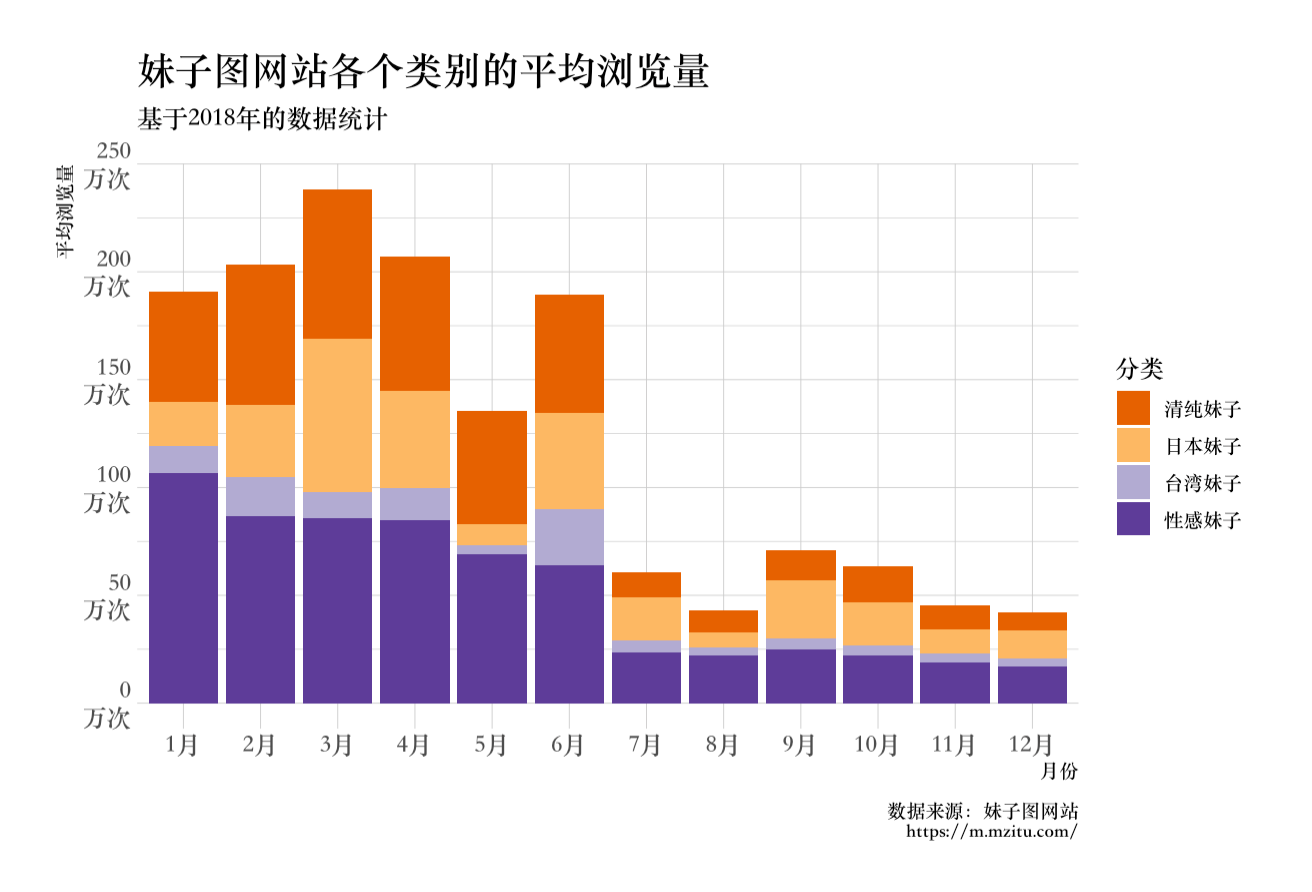 妹子图网站各个类别的平均浏览量
基于2018年的数据统计
平均浏览量
250
万次
200
万次
150
万次
100
万次
50
万次
0
万次
1月 2月 3月 4月 5月 6月 7月 8月 9月 10月 11月 12月
月份
分类
清纯妹子
日本妹子
台湾妹子
性感妹子
数据来源：妹子图网站
https://m.mzitu.com/